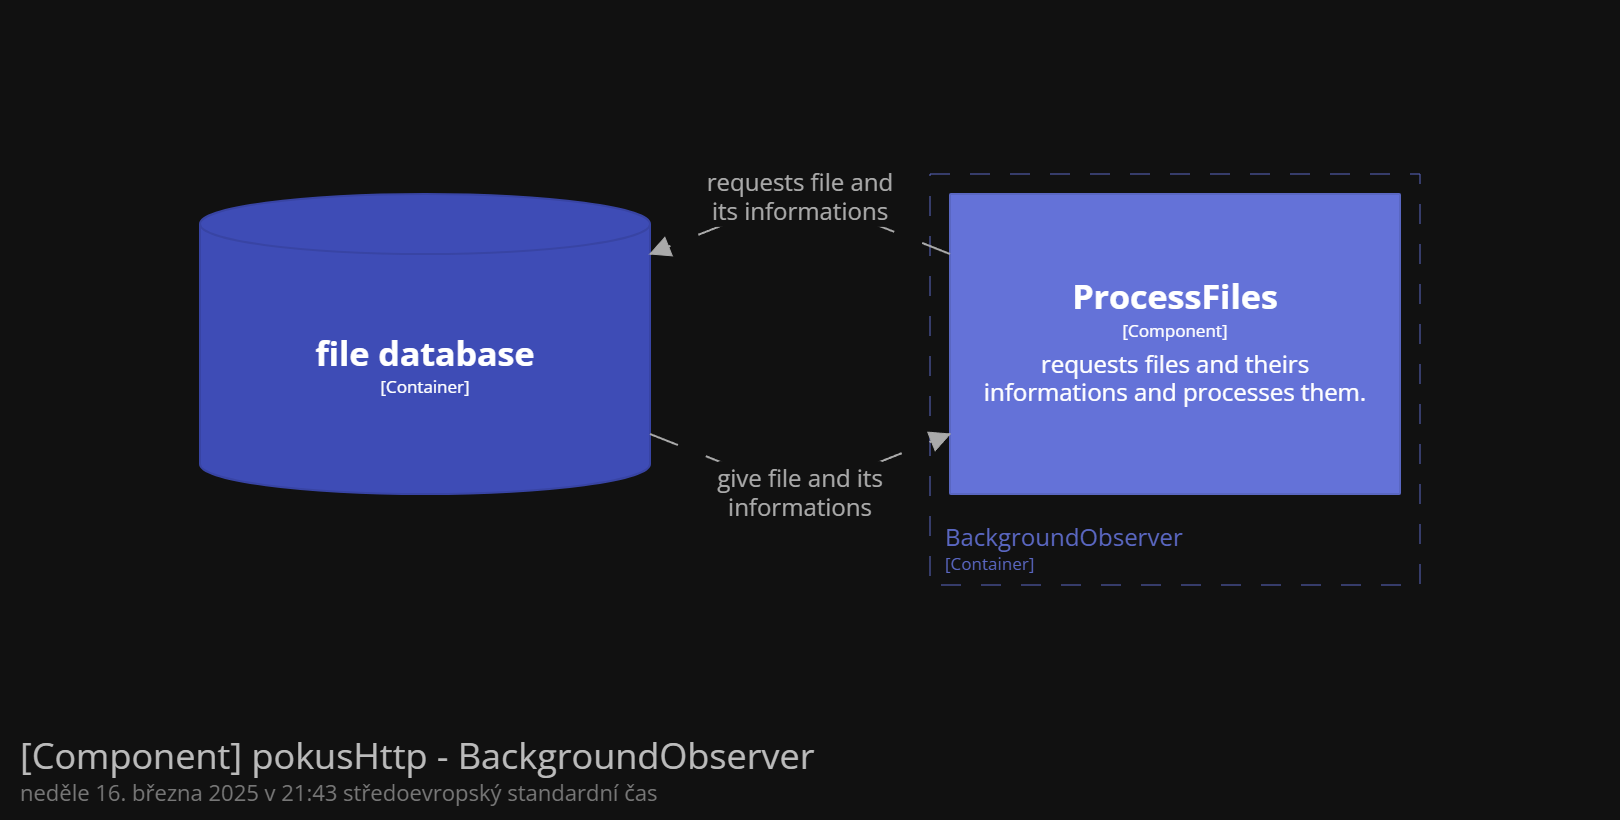 requests file and
its informations
file database
[Container]
ProcessFiles
[Component]
requests files and theirs
informations and processes them.
give file and its
informations
BackgroundObserver
[Container]
[Component] pokusHttp - BackgroundObserver
neděle 16. března 2025 v 21:43 středoevropský standardní čas